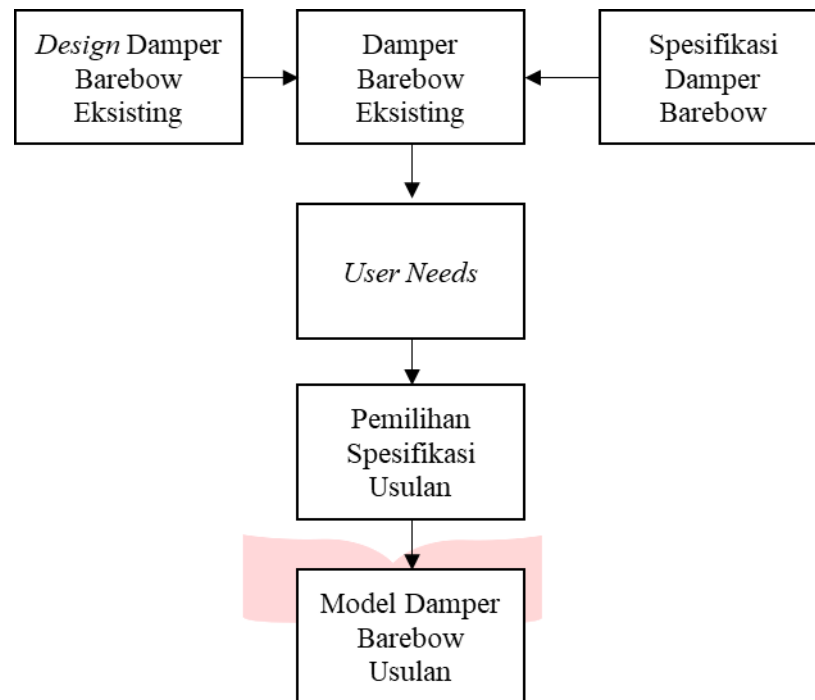 Design Damper
Barebow
Eksisting
Damper
Barebow
Eksisting
Spesifikasi
Damper
Barebow
User Needs
Pemilihan
Spesifikasi
Usulan
Model Damper
Barebow
Usulan